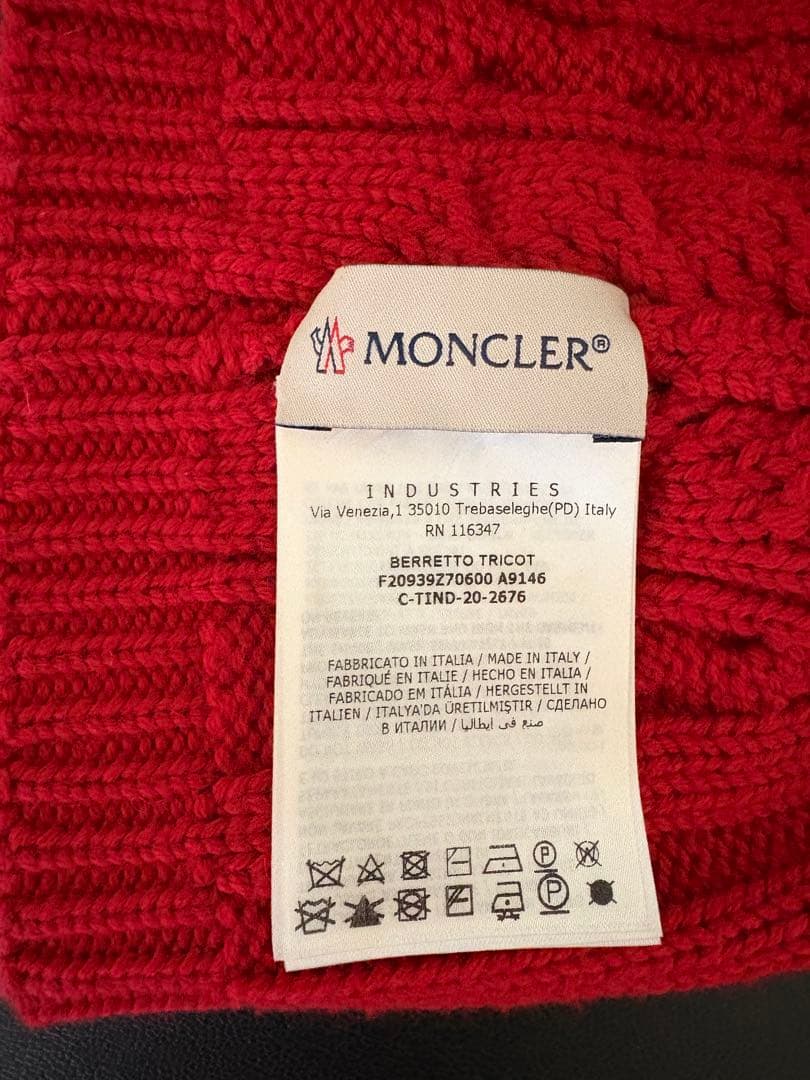 MONCLER®
INDUSTRIES
Via Venezia,1 35010 Trebaseleghe(PD) Italy
RN 116347
BERRETTO TRICOT
F20939Z70600 A9146
C-TIND-20-2676
FABBRICATO IN ITALIA / MADE IN ITALY /
FABRIQUÉ EN ITALIE / HECHO EN ITALIA /
FABRICADO EM ITÁLIA / HERGESTELLT IN
ITALIEN / ITALYA'DA ÜRETILMIŞTIR / СДЕЛАНО
В ИТАЛИИ / صنع في إيطاليا
P
W
P